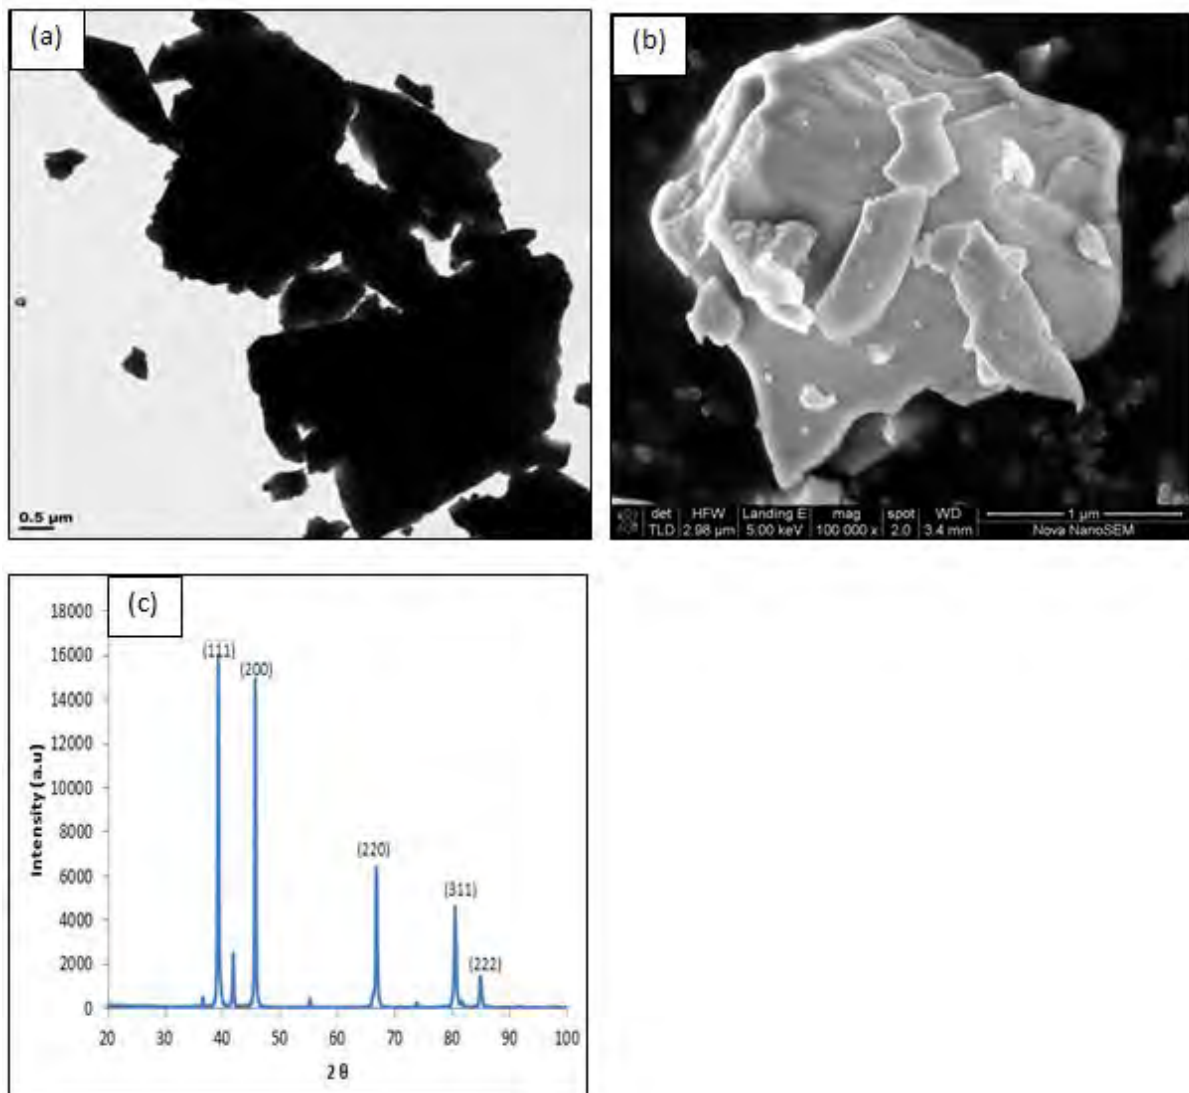 (a)
0.5 µm
(b)
det HFW Landing E mag spot WD 1 µm
TLD 2.98 µm 5.00 keV 100 000 x 2.0 3.4 mm Nova NanoSEM
(c)
Intensity (a.u)
18000
16000
14000
12000
10000
8000
6000
4000
2000
0
(111)
(200)
(220)
(311)
(222)
20 30 40 50 60 70 80 90 100
2 θ